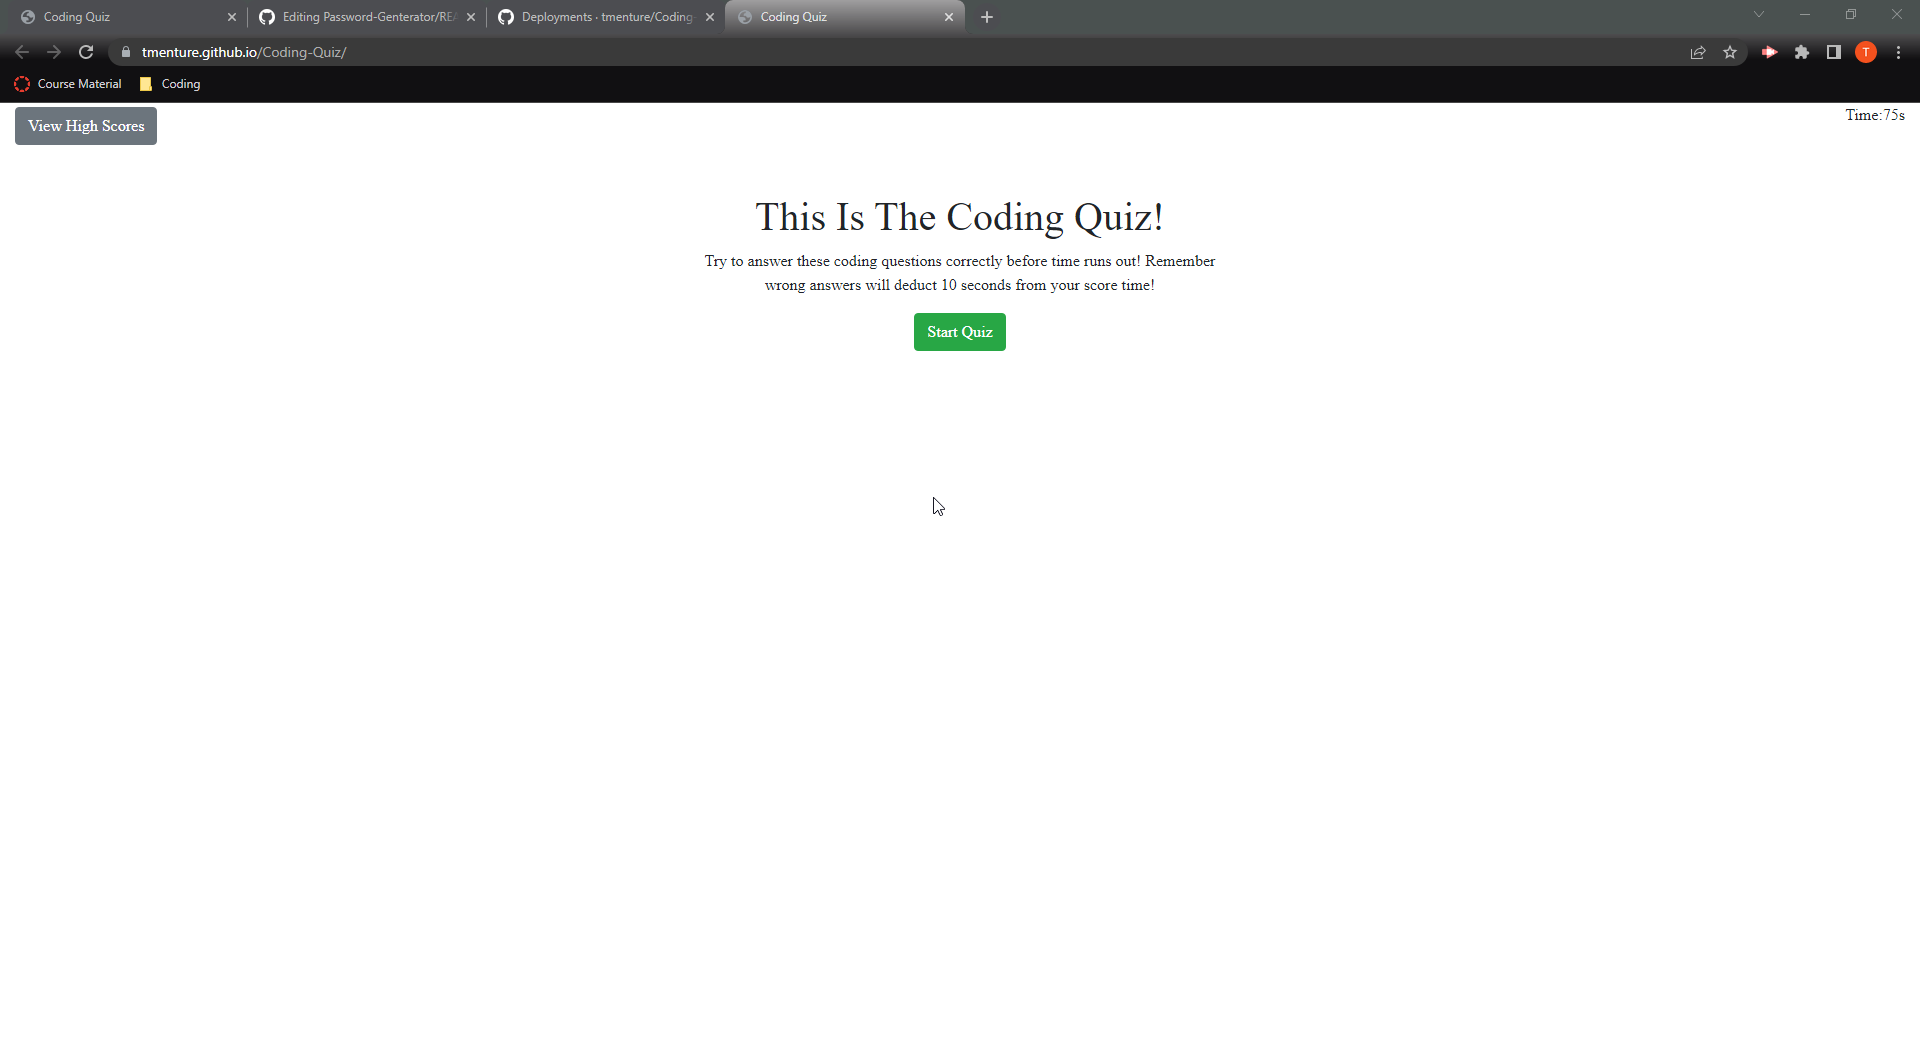 Coding Quiz
Editing Password-Genterator/REA
Deployments · tmenture/Coding-
Coding Quiz
tmenture.github.io/Coding-Quiz/
T
Course Material
Coding
View High Scores
Time:75s
This Is The Coding Quiz!
Try to answer these coding questions correctly before time runs out! Remember
wrong answers will deduct 10 seconds from your score time!
Start Quiz